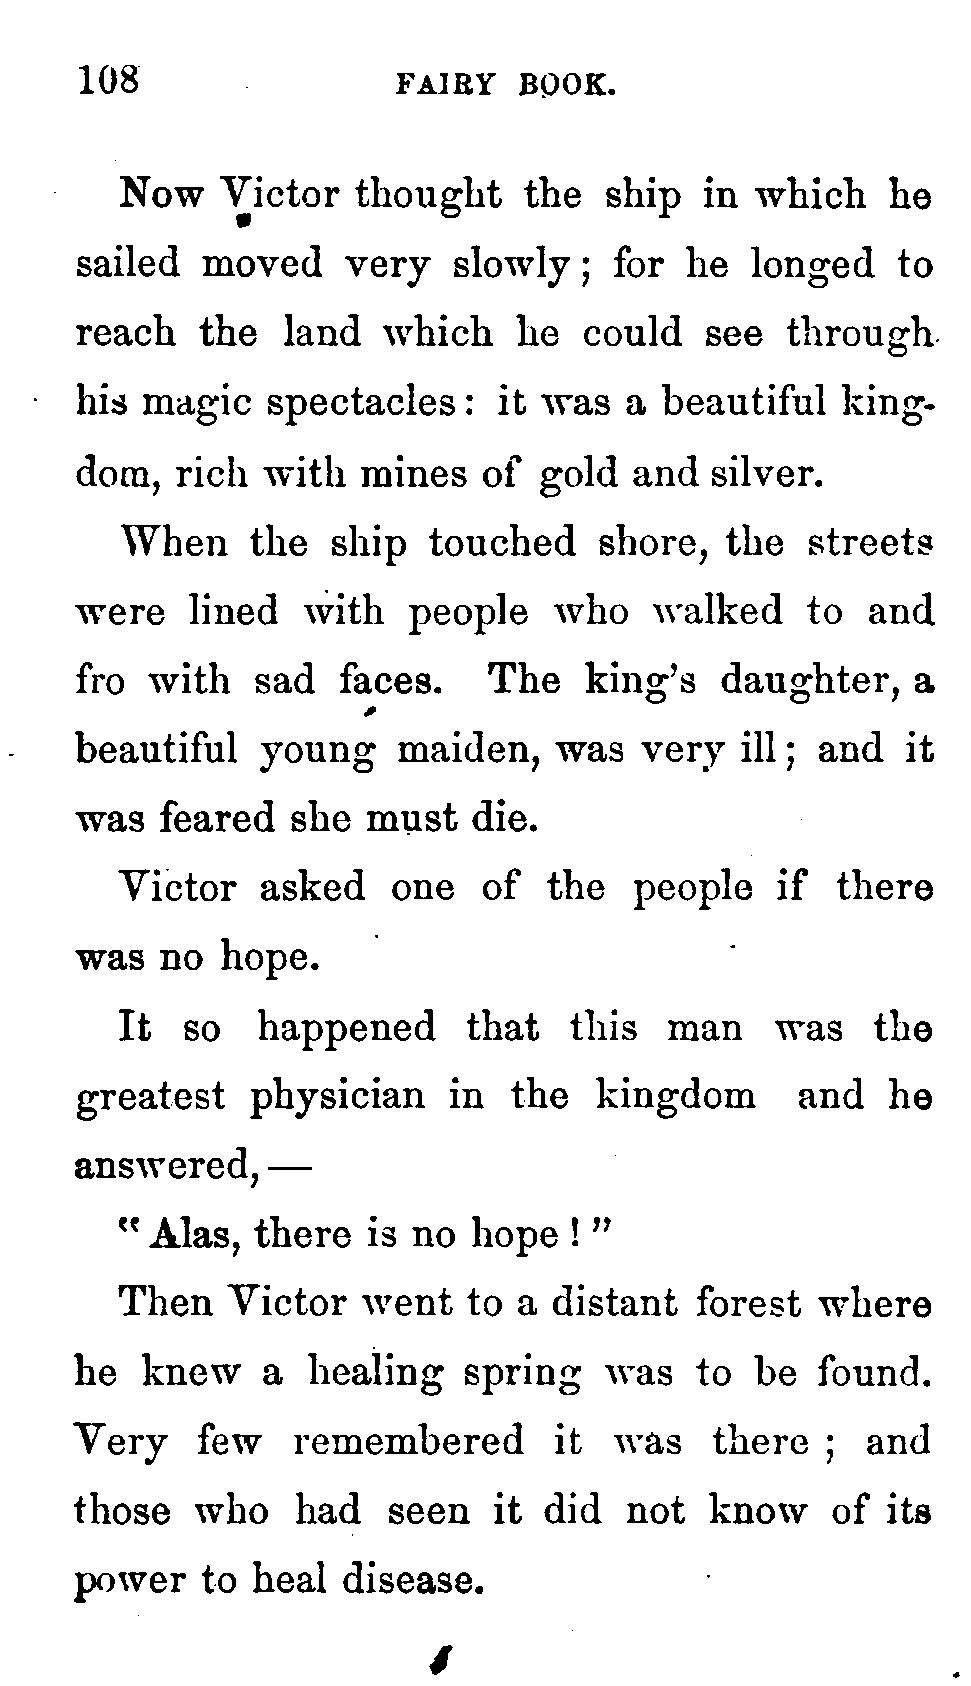 108 FAIRY BOOK.
Now Victor thought the ship in which he
sailed moved very slowly; for he longed to
reach the land which he could see through
his magic spectacles: it was a beautiful king-
dom, rich with mines of gold and silver.
When the ship touched shore, the streets
were lined with people who walked to and
fro with sad faces. The king's daughter, a
beautiful young maiden, was very ill; and it
was feared she must die.
Victor asked one of the people if there
was no hope.
It so happened that this man was the
greatest physician in the kingdom and he
answered,—
"Alas, there is no hope!"
Then Victor went to a distant forest where
he knew a healing spring was to be found.
Very few remembered it was there; and
those who had seen it did not know of its
power to heal disease.